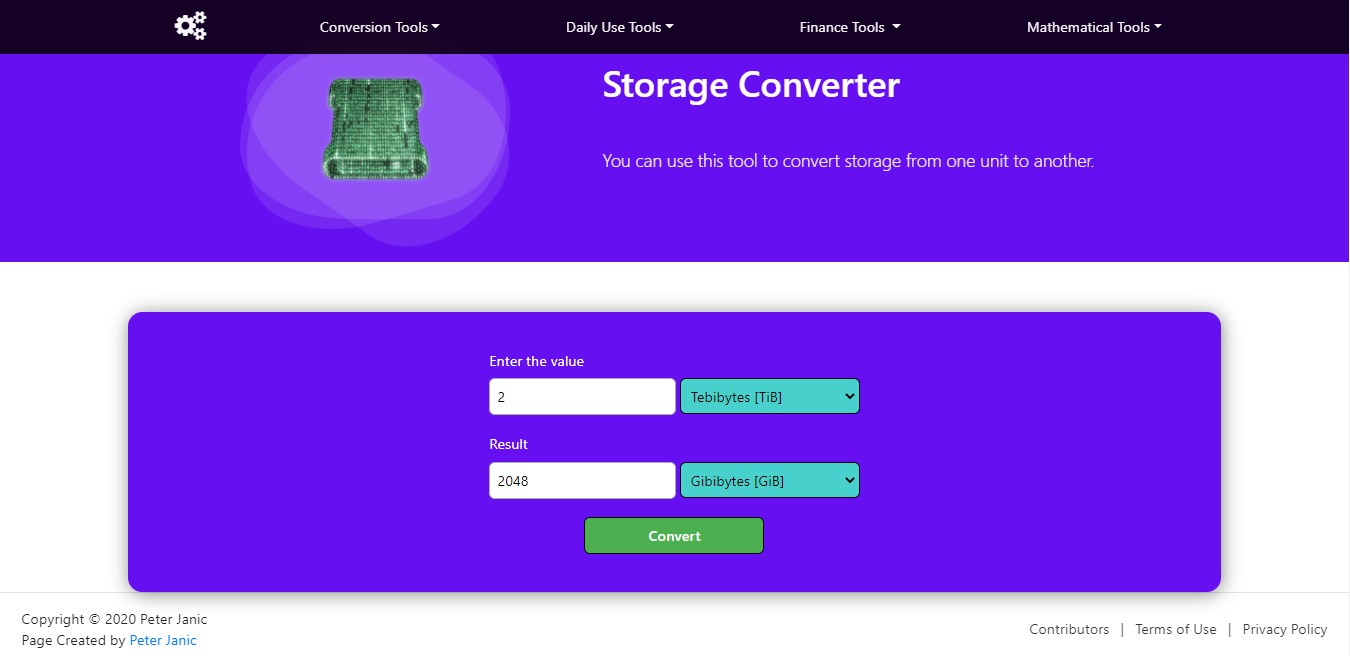 Conversion Tools Daily Use Tools Finance Tools Mathematical Tools
Storage Converter
You can use this tool to convert storage from one unit to another.
Enter the value
2 Tebibytes [TiB]
Result
2048 Gibibytes [GiB]
Convert
Copyright © 2020 Peter Janic
Page Created by Peter Janic
Contributors | Terms of Use | Privacy Policy